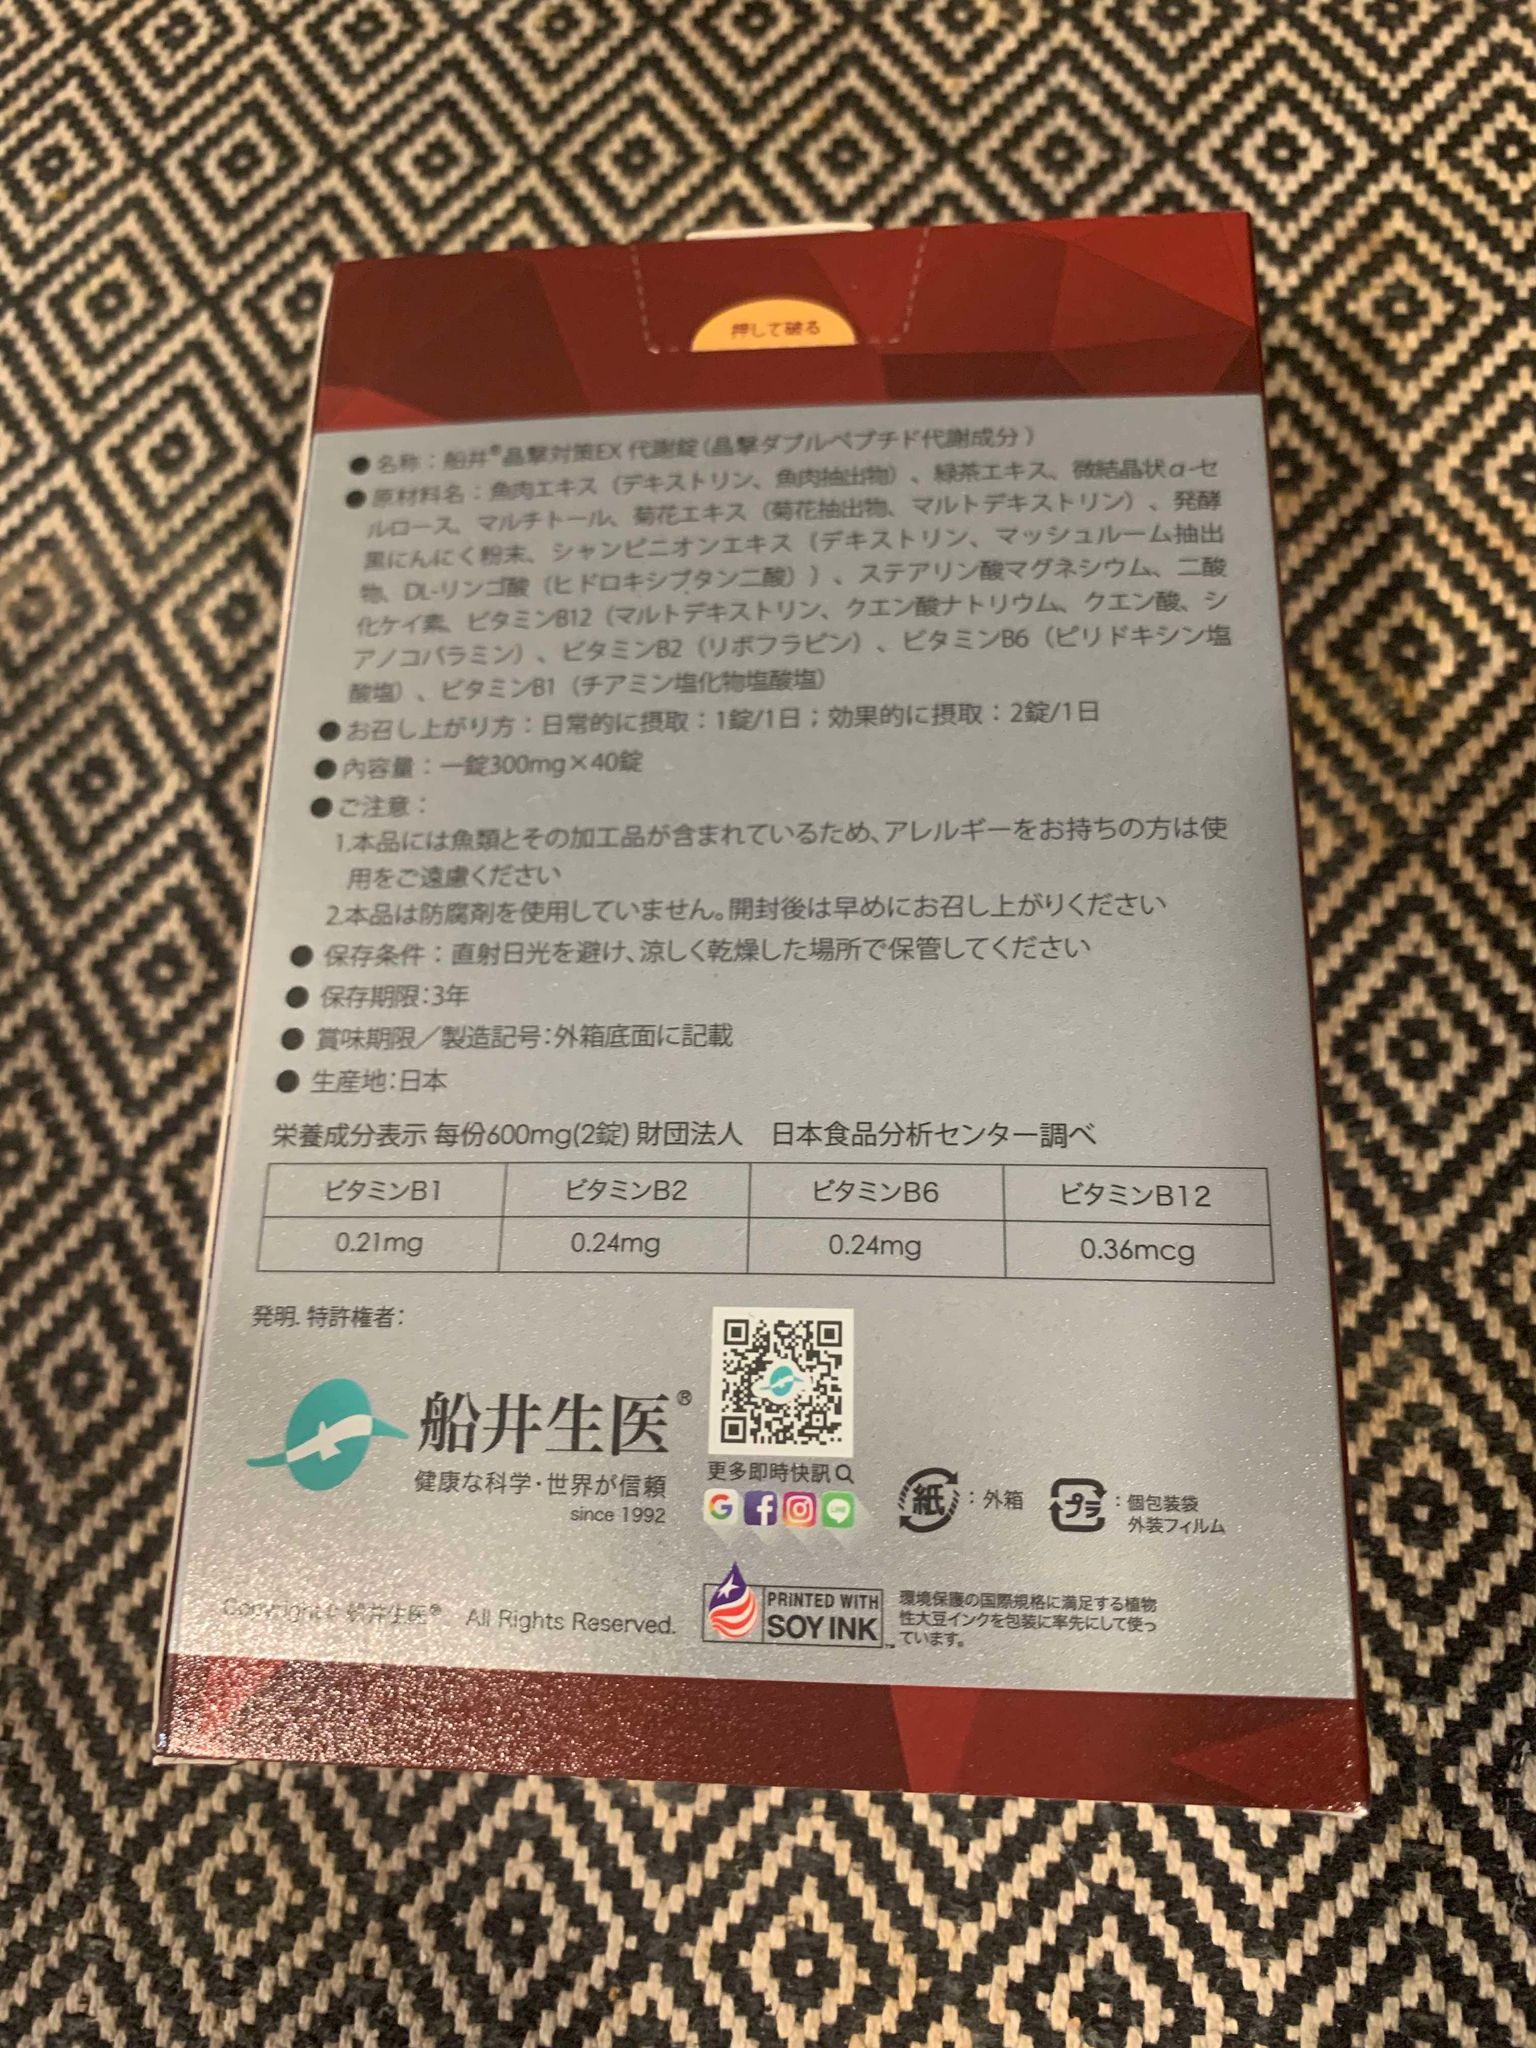 押して破る
●名称：船井®晶撃対策EX 代謝錠（晶撃ダブルペプチド代謝成分）
●原材料名：魚肉エキス（デキストリン、魚肉抽出物）、緑茶エキス、微結晶状α-セ
ルロース、マルチトール、菊花エキス（菊花抽出物、マルトデキストリン）、発酵
黒にんにく粉末、シャンピニオンエキス（デキストリン、マッシュルーム抽出
物、DL-リンゴ酸（ヒドロキシブタン二酸））、ステアリン酸マグネシウム、二酸
化ケイ素、ビタミンB12（マルトデキストリン、クエン酸ナトリウム、クエン酸、シ
アノコバラミン）、ビタミンB2（リボフラビン）、ビタミンB6（ピリドキシン塩
酸塩）、ビタミンB1（チアミン塩化物塩酸塩）
●お召し上がり方：日常的に摂取：1錠/1日；効果的に摂取：2錠/1日
●内容量：一錠300mg×40錠
●ご注意：
1.本品には魚類とその加工品が含まれているため、アレルギーをお持ちの方は使
用をご遠慮ください
2.本品は防腐剤を使用していません。開封後は早めにお召し上がりください
●保存条件：直射日光を避け、涼しく乾燥した場所で保管してください
●保存期限：3年
●賞味期限／製造記号：外箱底面に記載
●生産地：日本
栄養成分表示 每份600mg(2錠) 財団法人 日本食品分析センター調べ
ビタミンB1 ビタミンB2 ビタミンB6 ビタミンB12
0.21mg 0.24mg 0.24mg 0.36mcg
発明. 特許権者：
船井生医®
健康な科学・世界が信頼
since 1992
更多即時快訊
LINE
紙：外箱
プラ：個包装袋
外装フィルム
Copyright© 船井生医® All Rights Reserved.
PRINTED WITH
SOY INK™
環境保護の国際規格に満足する植物
性大豆インクを包装に率先にして使っ
ています。